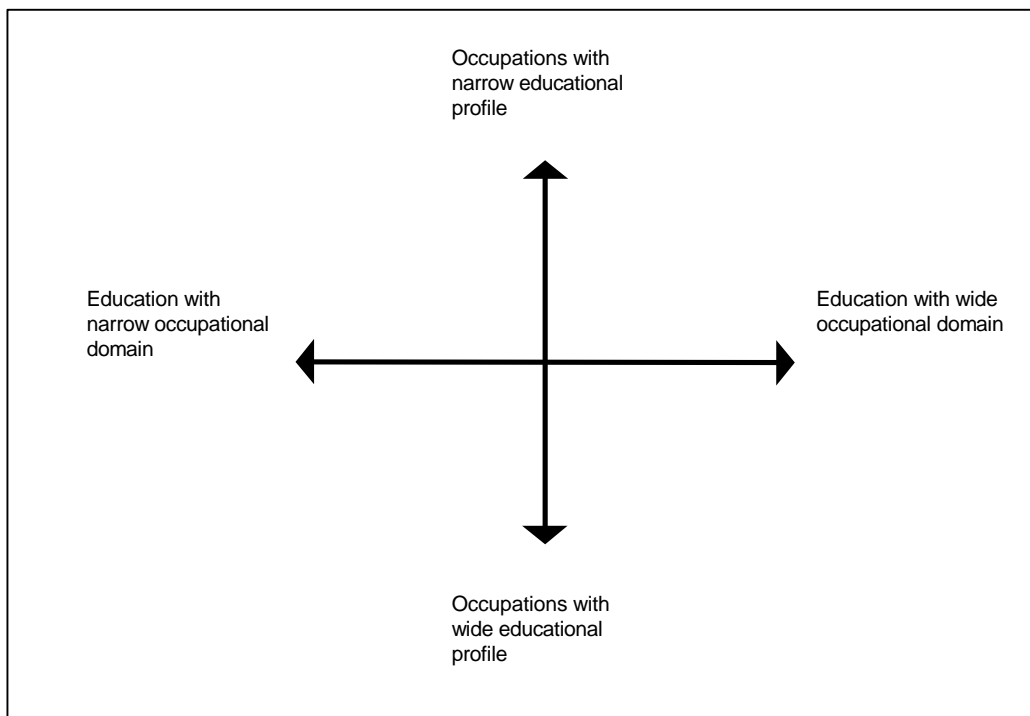 Occupations with
narrow educational
profile
Education with
narrow occupational
domain
Education with wide
occupational domain
Occupations with
wide educational
profile